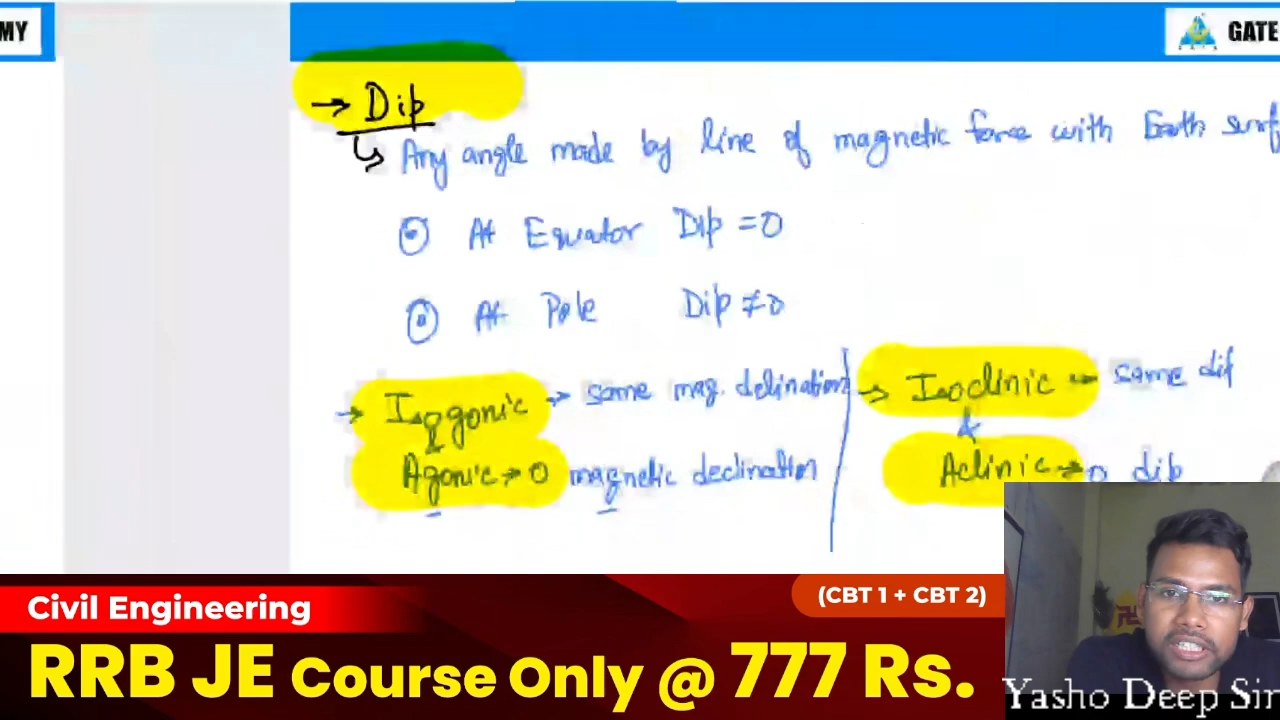 MY
GATE
→ Dip
↳ Any angle made by line of magnetic force with Earth surf
⊙ At Equator Dip = 0
⊙ At Pole Dip ≠ 0
→ Isogonic → same mag. declination
&
Agonic → 0 magnetic declination
→ Isoclinic → same dip
&
Aclinic → 0 dip
Civil Engineering
(CBT 1 + CBT 2)
RRB JE Course Only @ 777 Rs.
Yasho Deep Sir